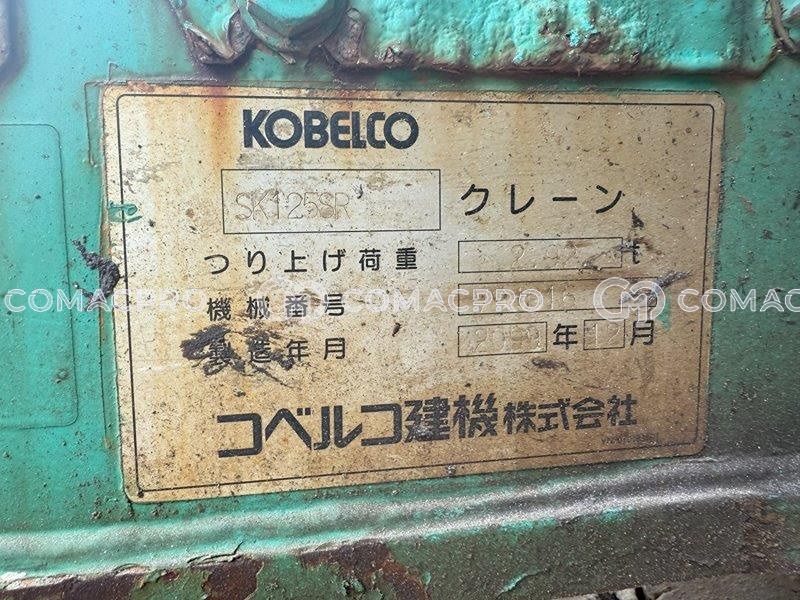 KOBELCO
SK125SR クレーン
つり上げ荷重 t
機械番号
製造年月 年 12 月
コベルコ建機株式会社
COMACPRO COMACPRO COMAC